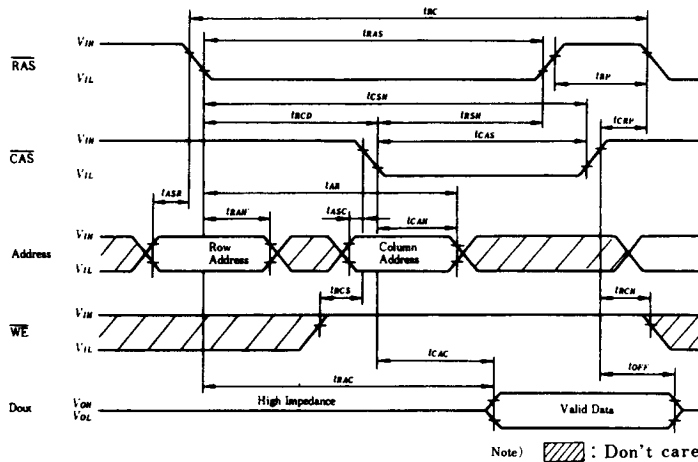 tRC
VIH
tRAS
RAS
VIL
tRP
tCSH
tRCD
tRSH
VIH
tCAS
tCRP
CAS
VIL
tASR
tAR
tRAH
tASC
tCAH
VIH
Address
Row
Address
Column
Address
VIL
tRCS
tRCH
VIH
WE
VIL
tCAC
tOFF
tRAC
VOH
Dout
High Impedance
Valid Data
VOL
Note) : Don't care